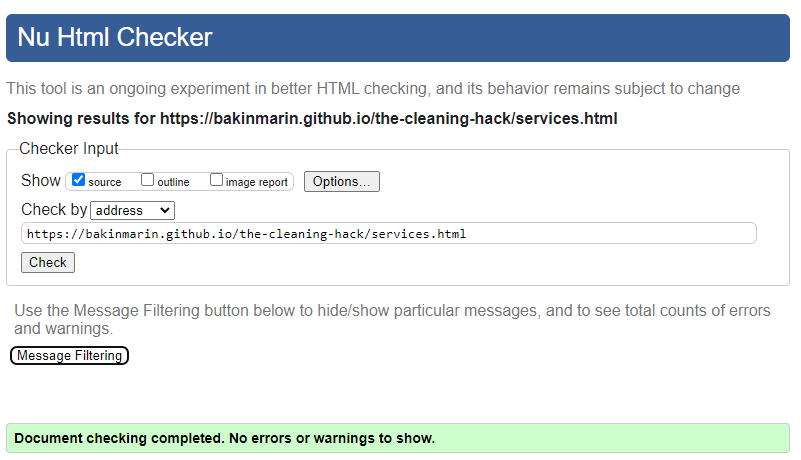 Nu Html Checker
This tool is an ongoing experiment in better HTML checking, and its behavior remains subject to change
Showing results for https://bakinmarin.github.io/the-cleaning-hack/services.html
Checker Input
Show source outline image report Options...
Check by address
https://bakinmarin.github.io/the-cleaning-hack/services.html
Check
Use the Message Filtering button below to hide/show particular messages, and to see total counts of errors
and warnings.
Message Filtering
Document checking completed. No errors or warnings to show.